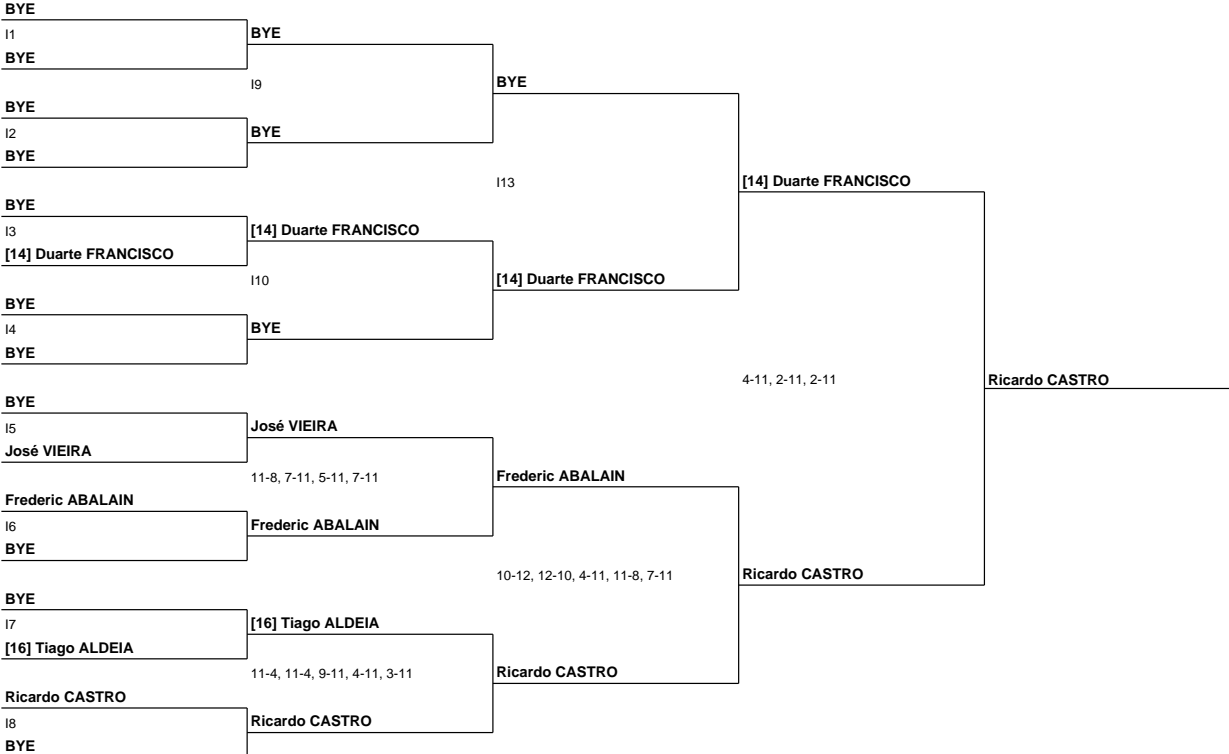 BYE
I1
BYE
BYE
I9
BYE
BYE
I2
BYE
BYE
I13
[14] Duarte FRANCISCO
BYE
I3
[14] Duarte FRANCISCO
[14] Duarte FRANCISCO
I10
[14] Duarte FRANCISCO
BYE
I4
BYE
BYE
4-11, 2-11, 2-11
Ricardo CASTRO
BYE
I5
José VIEIRA
José VIEIRA
11-8, 7-11, 5-11, 7-11
Frederic ABALAIN
Frederic ABALAIN
I6
Frederic ABALAIN
BYE
10-12, 12-10, 4-11, 11-8, 7-11
Ricardo CASTRO
BYE
I7
[16] Tiago ALDEIA
[16] Tiago ALDEIA
11-4, 11-4, 9-11, 4-11, 3-11
Ricardo CASTRO
Ricardo CASTRO
I8
Ricardo CASTRO
BYE